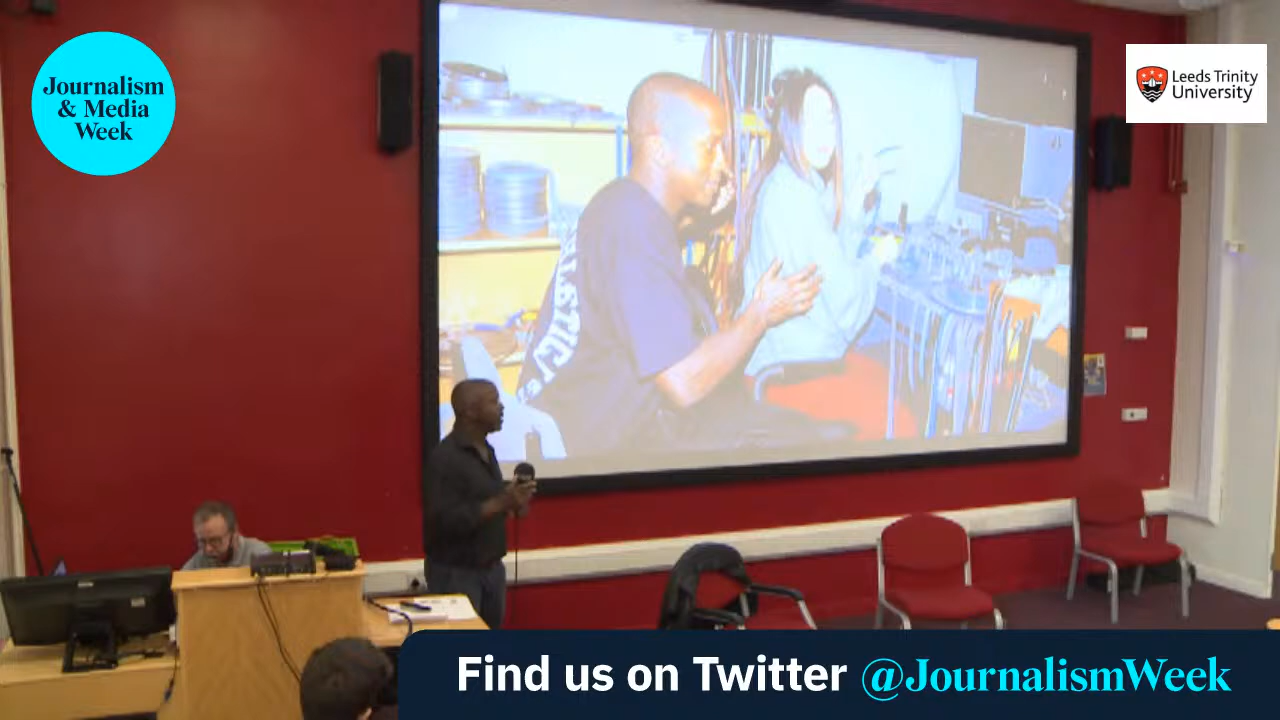 Journalism
& Media
Week
Leeds Trinity
University
Find us on Twitter @JournalismWeek